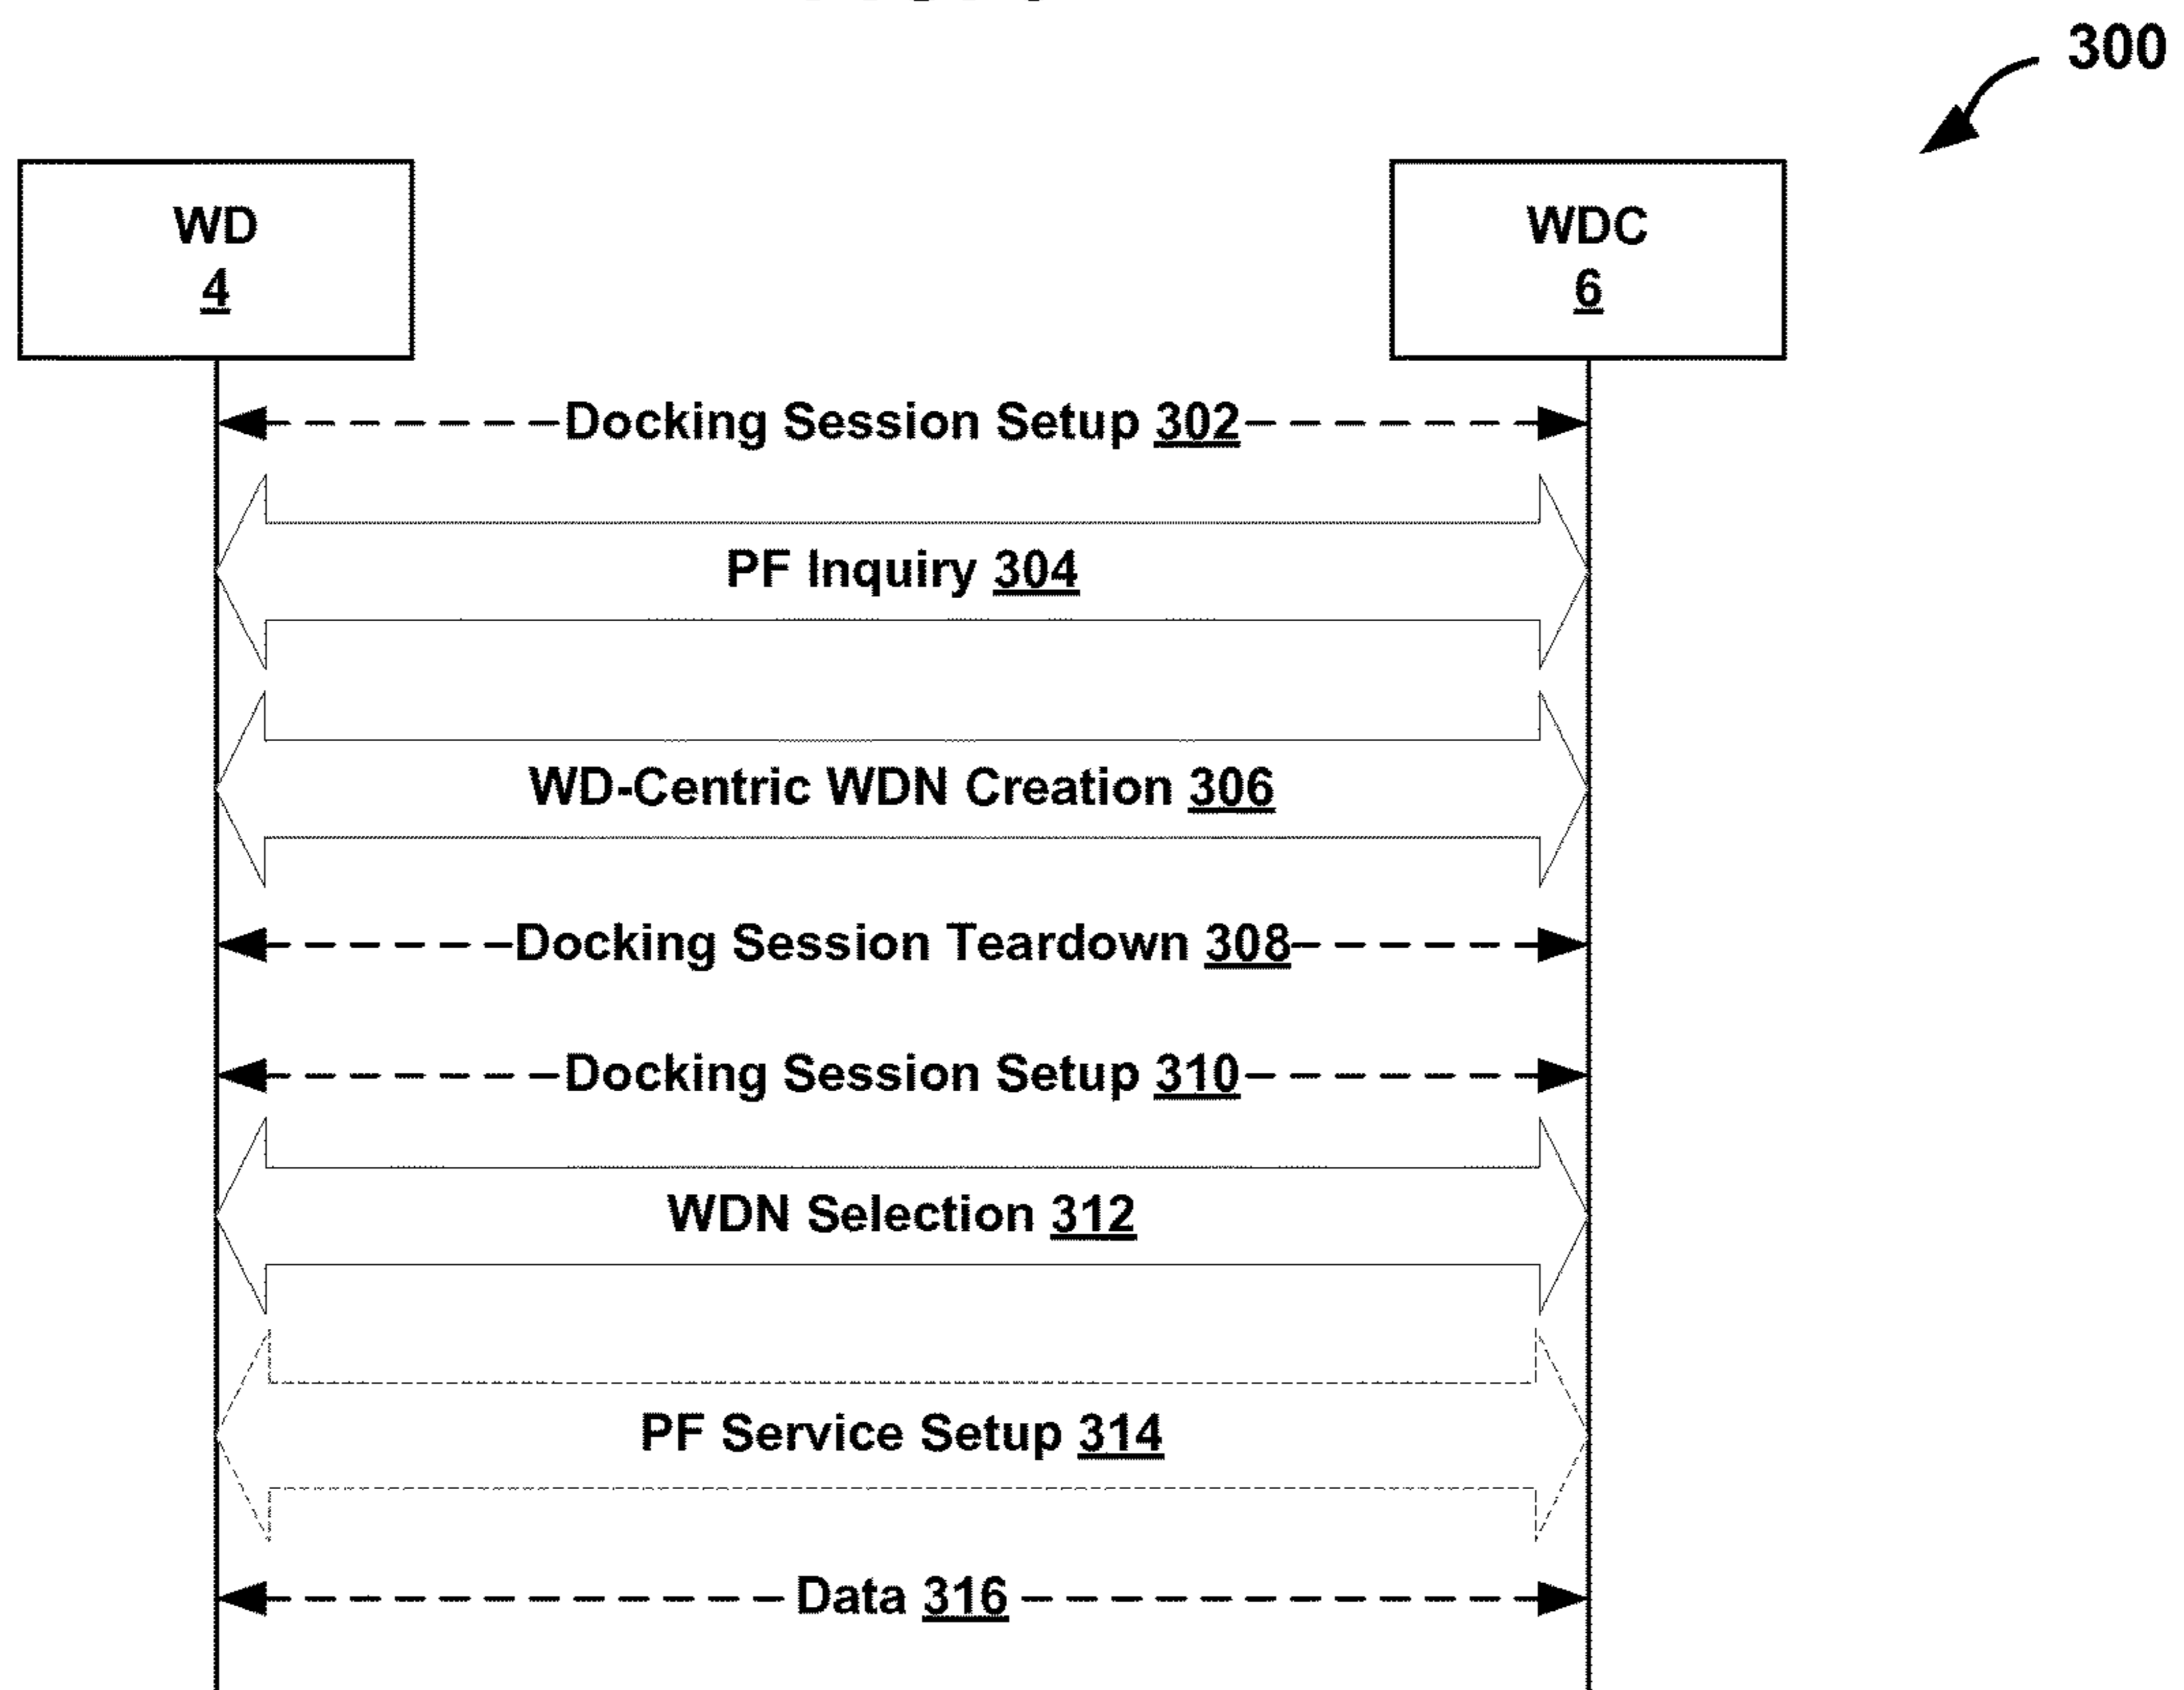 300
WD
4
WDC
6
Docking Session Setup 302
PF Inquiry 304
WD-Centric WDN Creation 306
Docking Session Teardown 308
Docking Session Setup 310
WDN Selection 312
PF Service Setup 314
Data 316